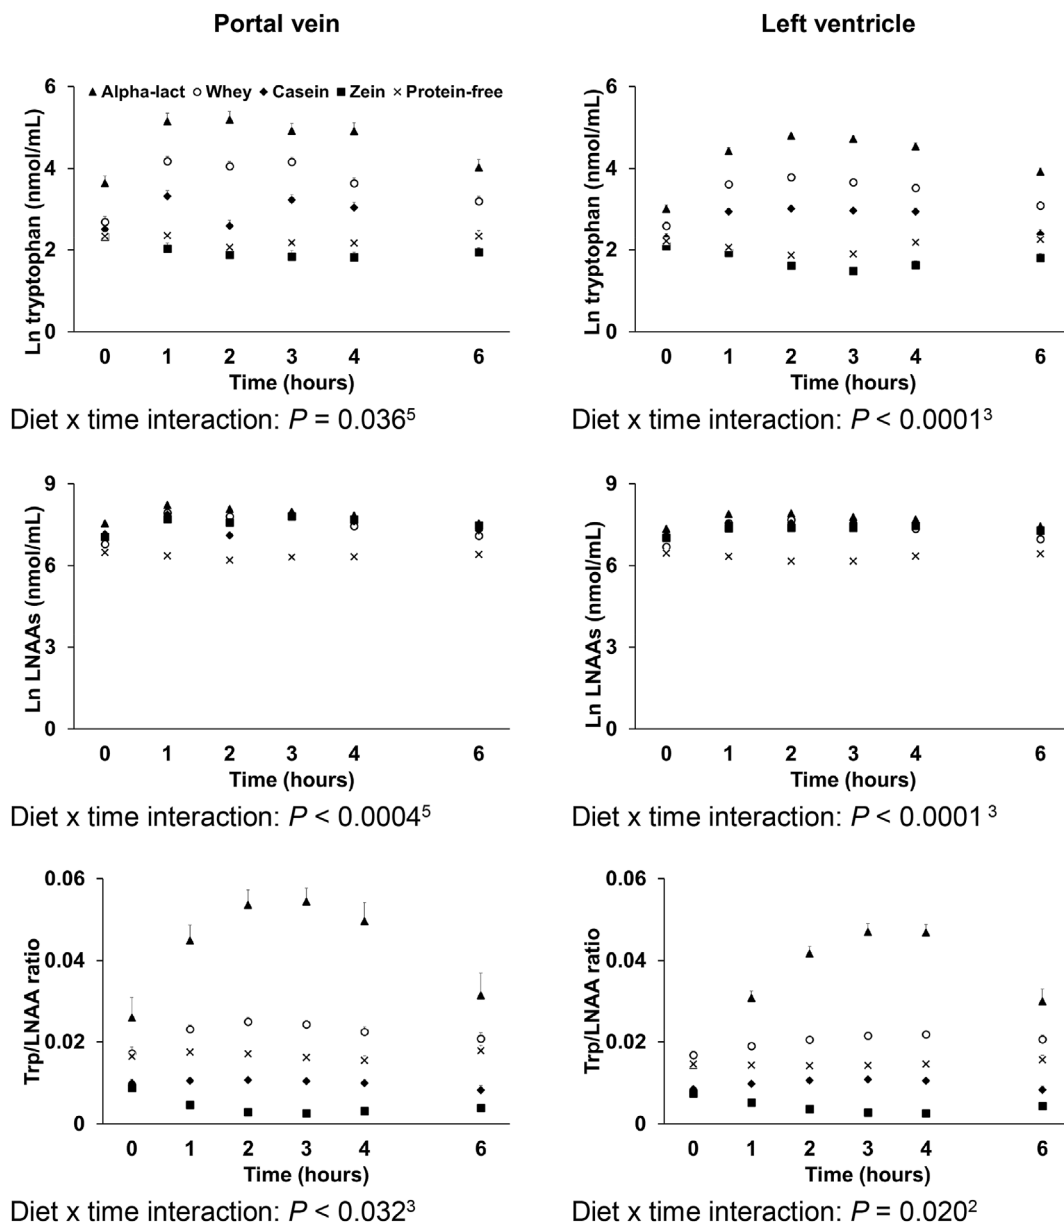 Portal vein
Left ventricle
Ln tryptophan (nmol/mL)
6
4
2
0
Alpha-lact Whey Casein Zein Protein-free
0 1 2 3 4 6
Time (hours)
Diet x time interaction: P = 0.036⁵
Ln tryptophan (nmol/mL)
6
4
2
0
0 1 2 3 4 6
Time (hours)
Diet x time interaction: P < 0.0001³
Ln LNAAs (nmol/mL)
9
6
3
0
0 1 2 3 4 6
Time (hours)
Diet x time interaction: P < 0.0004⁵
Ln LNAAs (nmol/mL)
9
6
3
0
0 1 2 3 4 6
Time (hours)
Diet x time interaction: P < 0.0001 ³
Trp/LNAA ratio
0.06
0.04
0.02
0
0 1 2 3 4 6
Time (hours)
Diet x time interaction: P < 0.032³
Trp/LNAA ratio
0.06
0.04
0.02
0
0 1 2 3 4 6
Time (hours)
Diet x time interaction: P = 0.020²